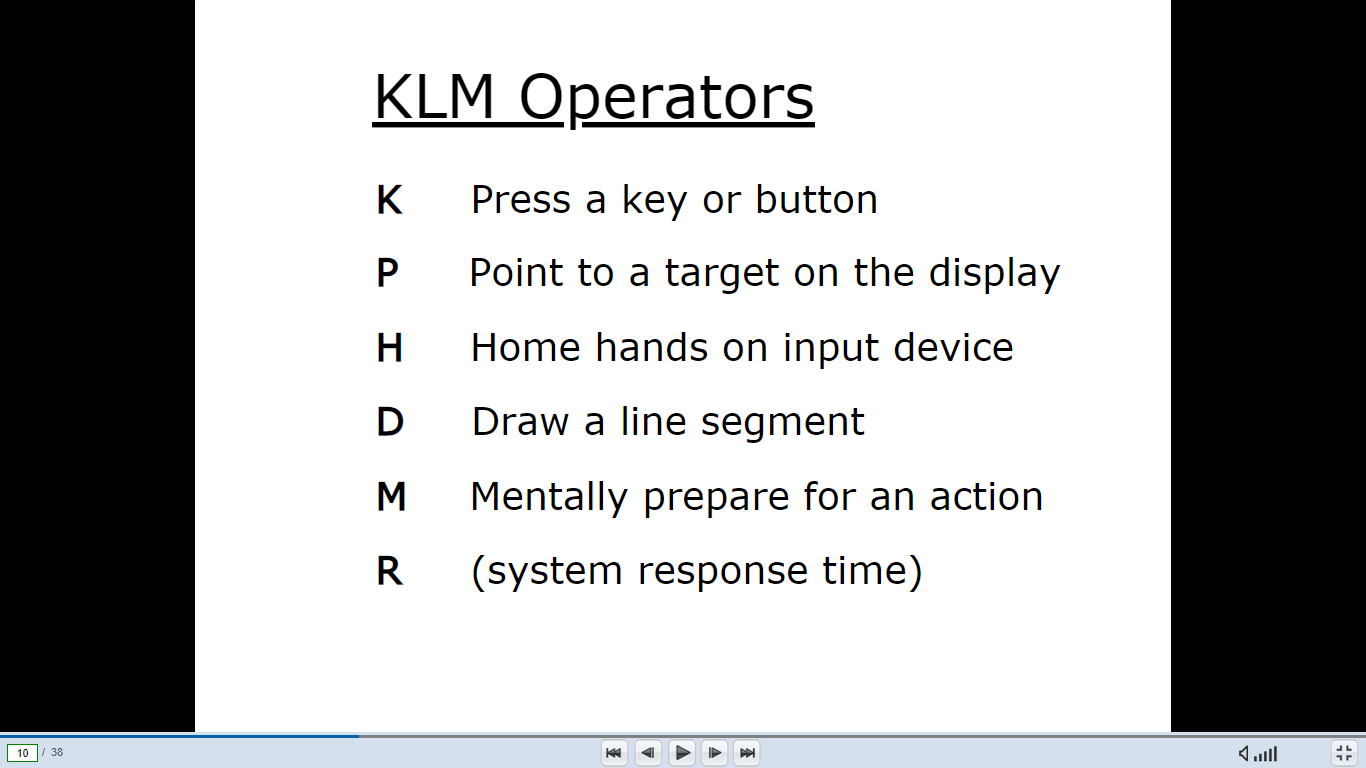 KLM Operators
K Press a key or button
P Point to a target on the display
H Home hands on input device
D Draw a line segment
M Mentally prepare for an action
R (system response time)
10 / 38